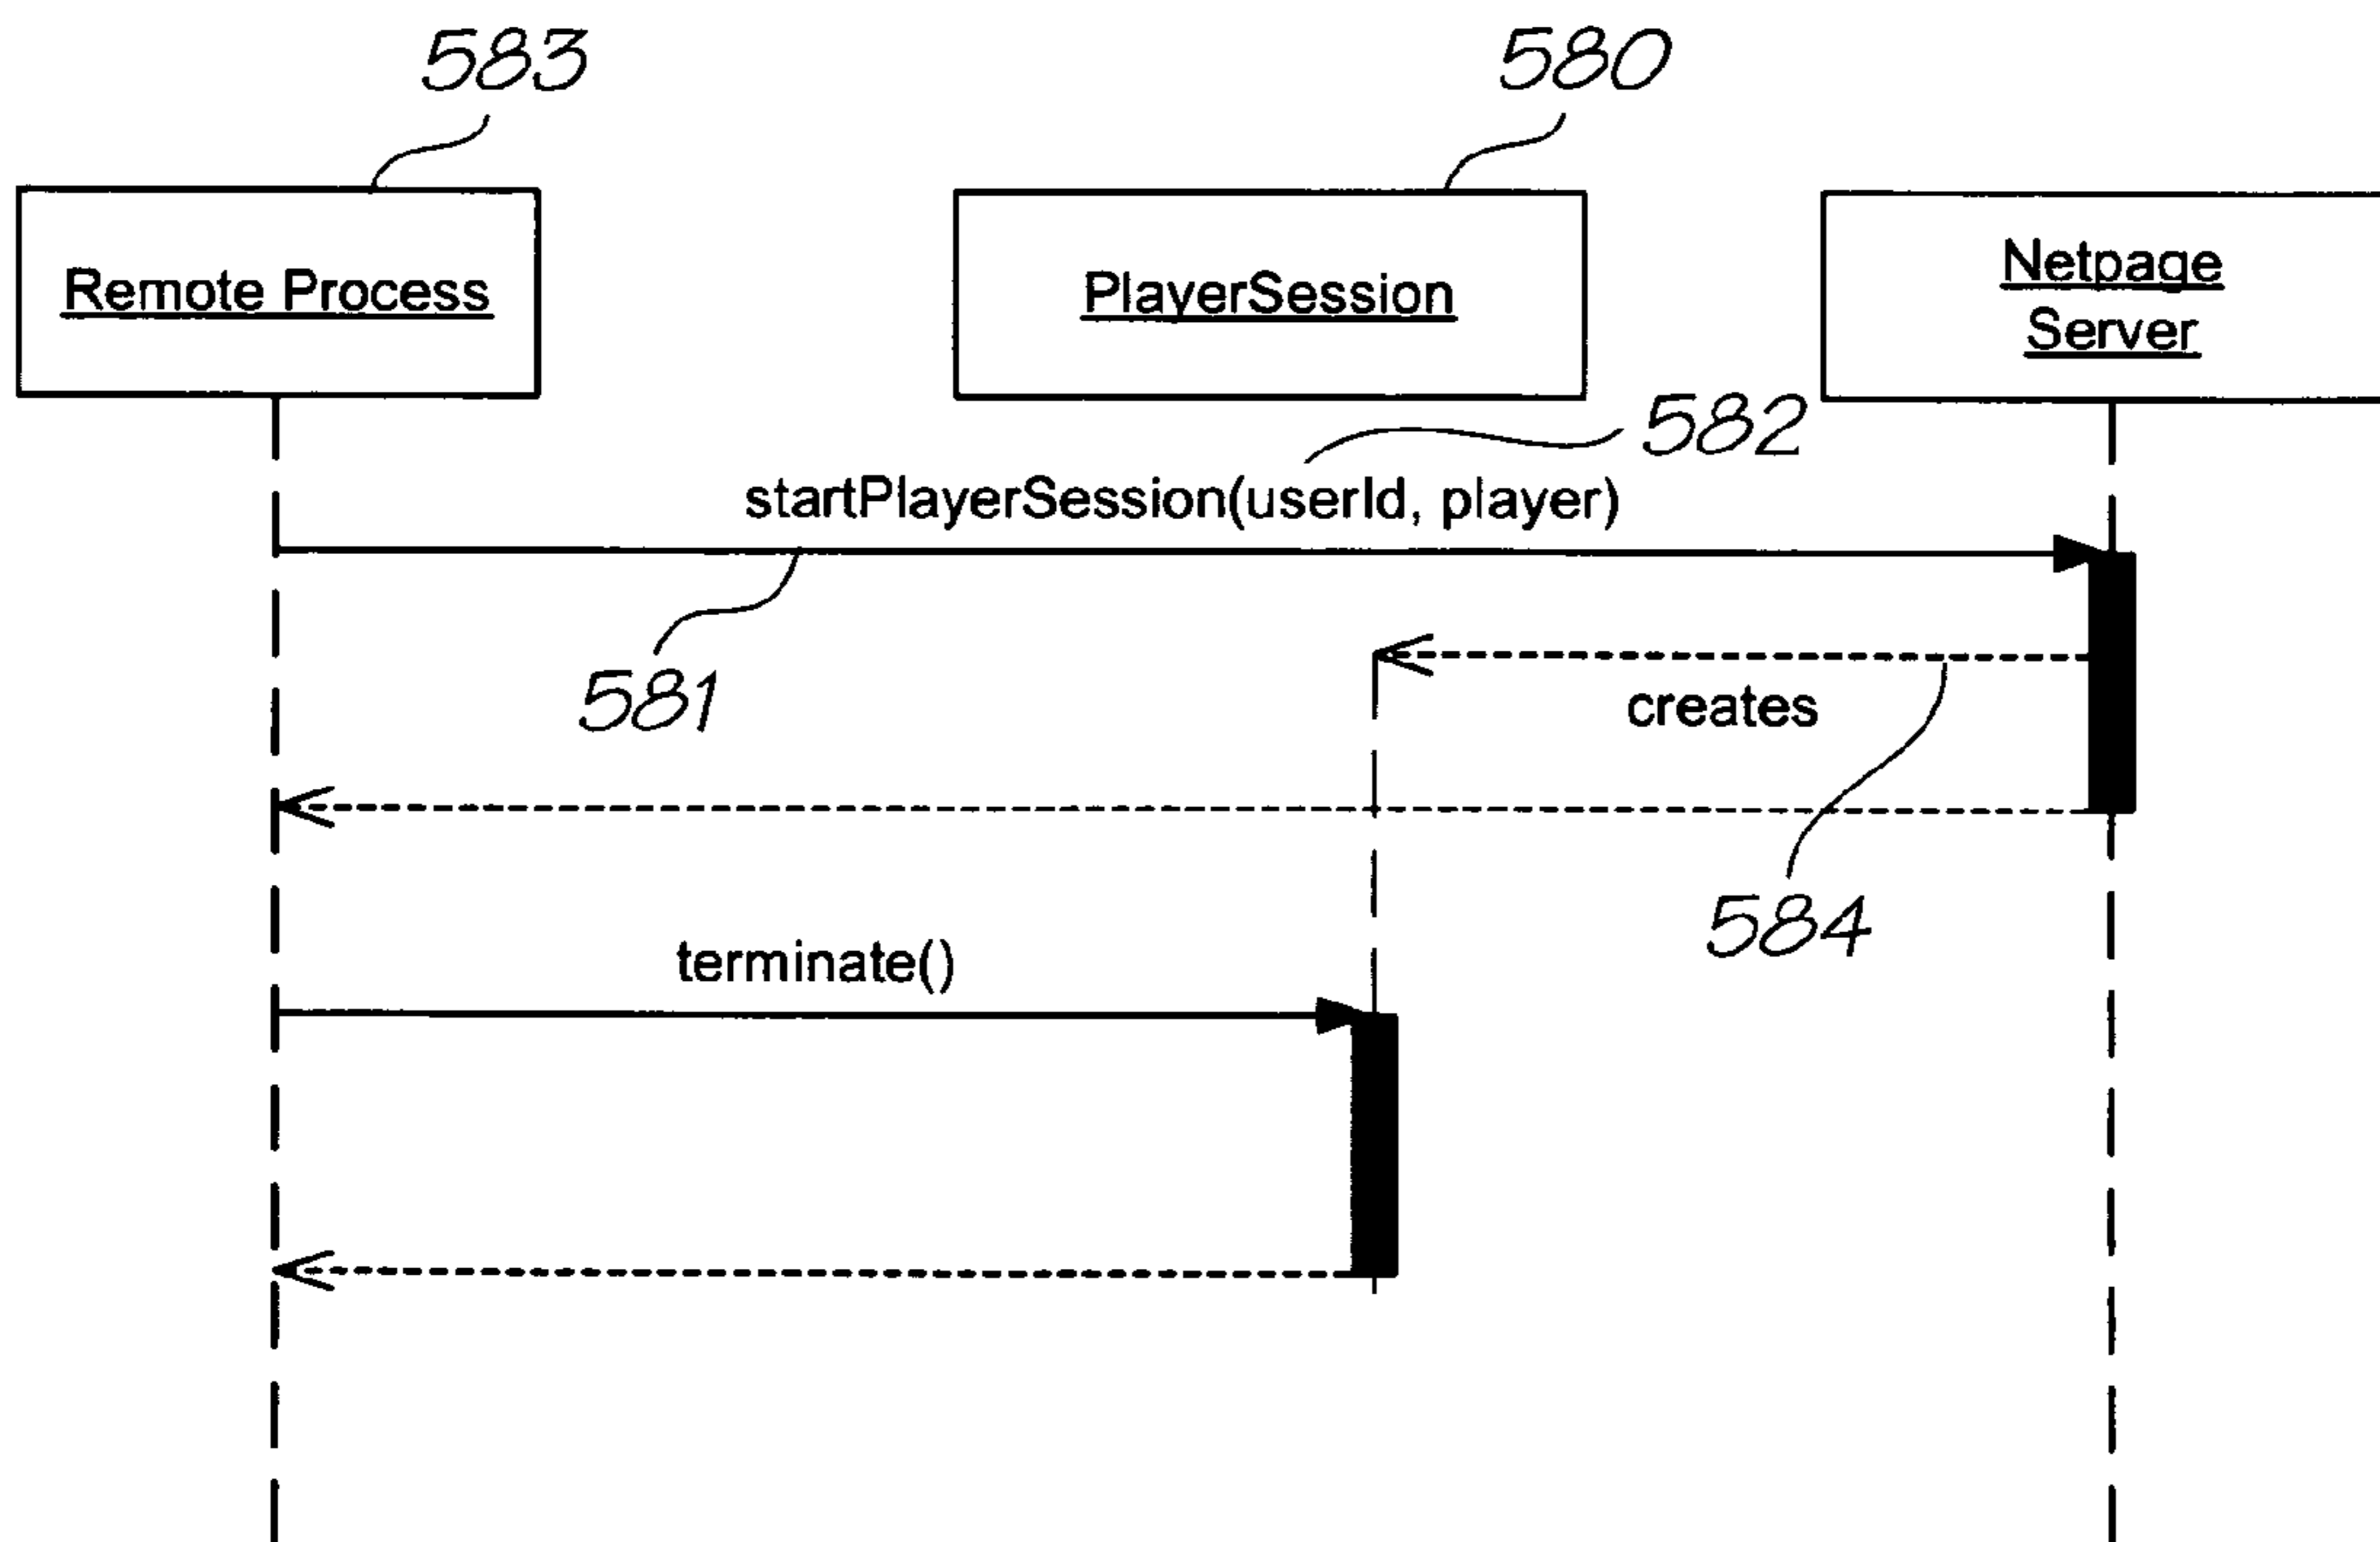 583
580
Remote Process
PlayerSession
Netpage
Server
582
startPlayerSession(userId, player)
581
creates
584
terminate()